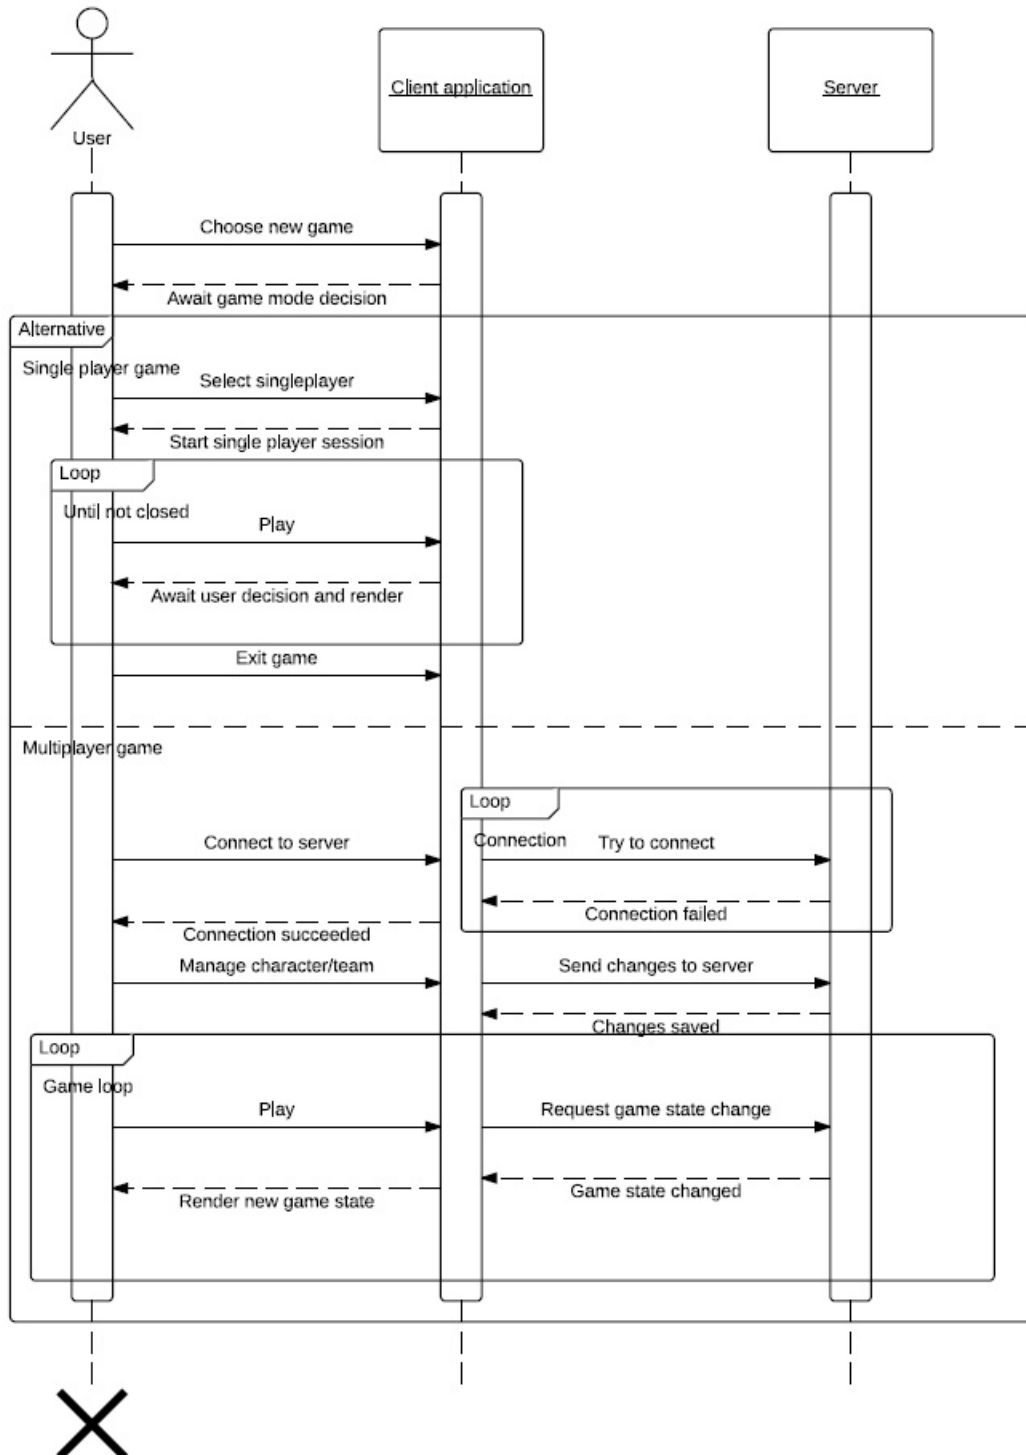 User
Client application
Server
Choose new game
Await game mode decision
Alternative
Single player game
Select singleplayer
Start single player session
Loop
Until not closed
Play
Await user decision and render
Exit game
Multiplayer game
Loop
Connection
Connect to server
Try to connect
Connection failed
Connection succeeded
Manage character/team
Send changes to server
Changes saved
Loop
Game loop
Play
Request game state change
Game state changed
Render new game state